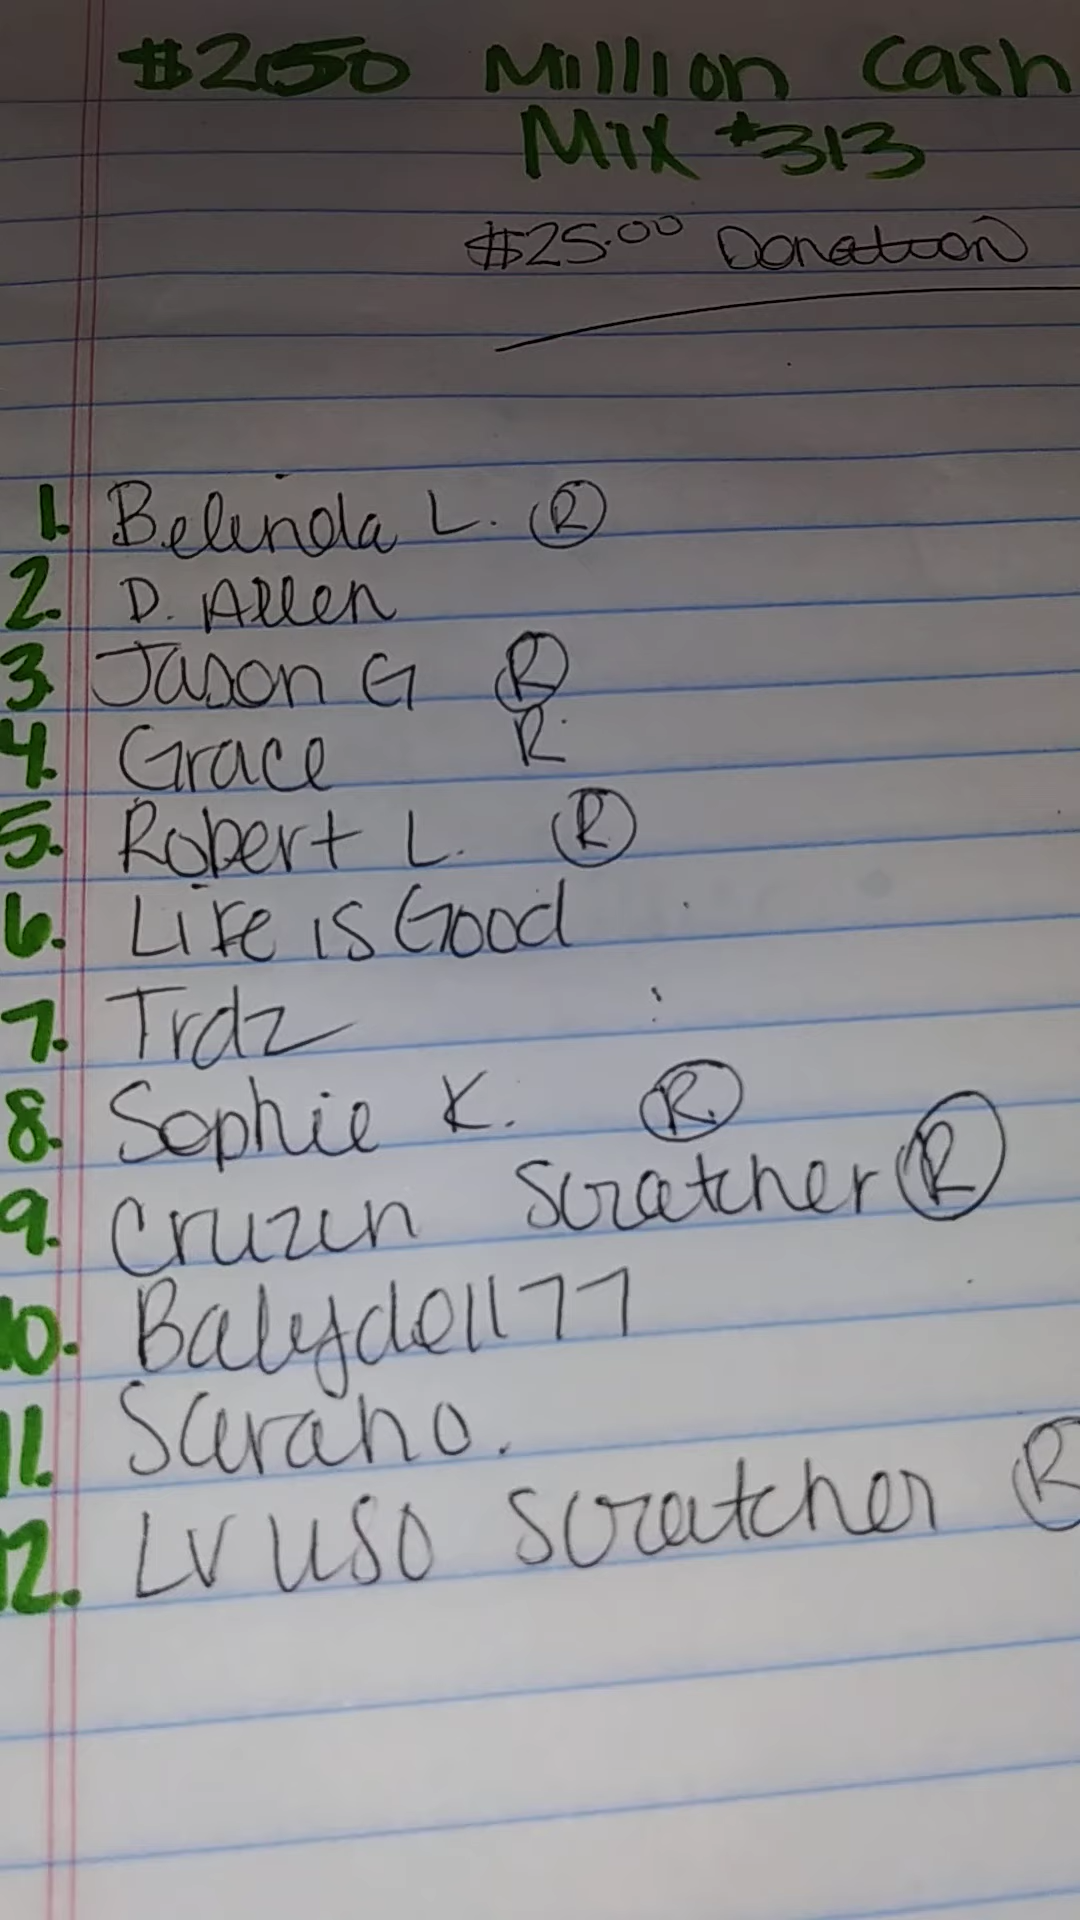 $250 Million Cash
Mix #313
$25.00 Donation
1. Belinda L. R
2. D. Allen
3. Jason G R
4. Grace R
5. Robert L. R
6. Life is Good
7. Trdz
8. Sophie K. R
9. Cruzin Scratcher R
10. Balydell77
11. Sarah O.
12. LV USO Scratcher R